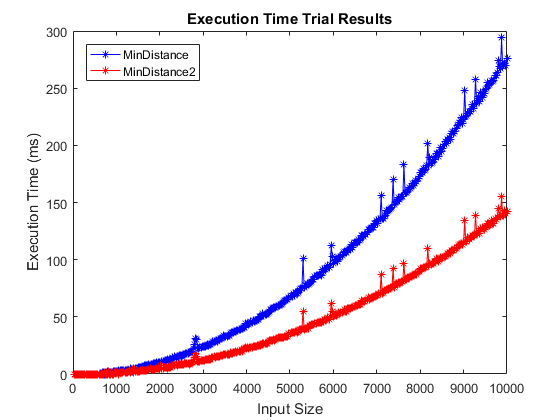 Execution Time Trial Results
MinDistance
MinDistance2
300
250
200
150
100
50
0
Execution Time (ms)
0 1000 2000 3000 4000 5000 6000 7000 8000 9000 10000
Input Size